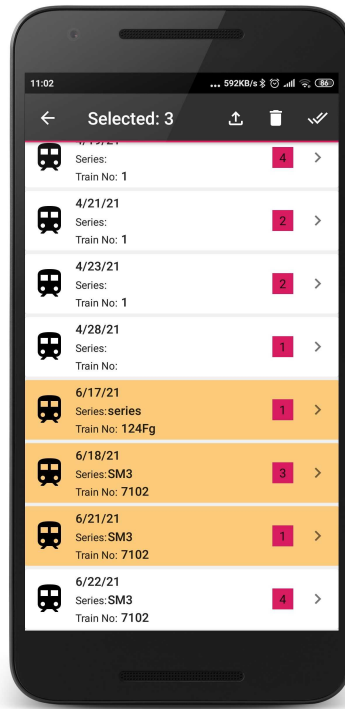 11:02
... 592KB/s 86
Selected: 3
4/19/21
Series:
4
Train No: 1
4/21/21
Series:
2
Train No: 1
4/23/21
Series:
2
Train No: 1
4/28/21
Series:
1
Train No:
6/17/21
Series:series
1
Train No: 124Fg
6/18/21
Series:SM3
3
Train No: 7102
6/21/21
Series:SM3
1
Train No: 7102
6/22/21
Series:SM3
4
Train No: 7102